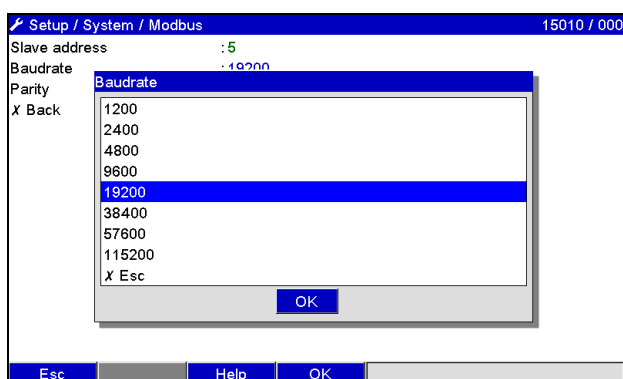 Setup / System / Modbus 15010 / 000
Slave address : 5
Baudrate : 19200
Parity
X Back
Baudrate
1200
2400
4800
9600
19200
38400
57600
115200
X Esc
OK
Esc Help OK